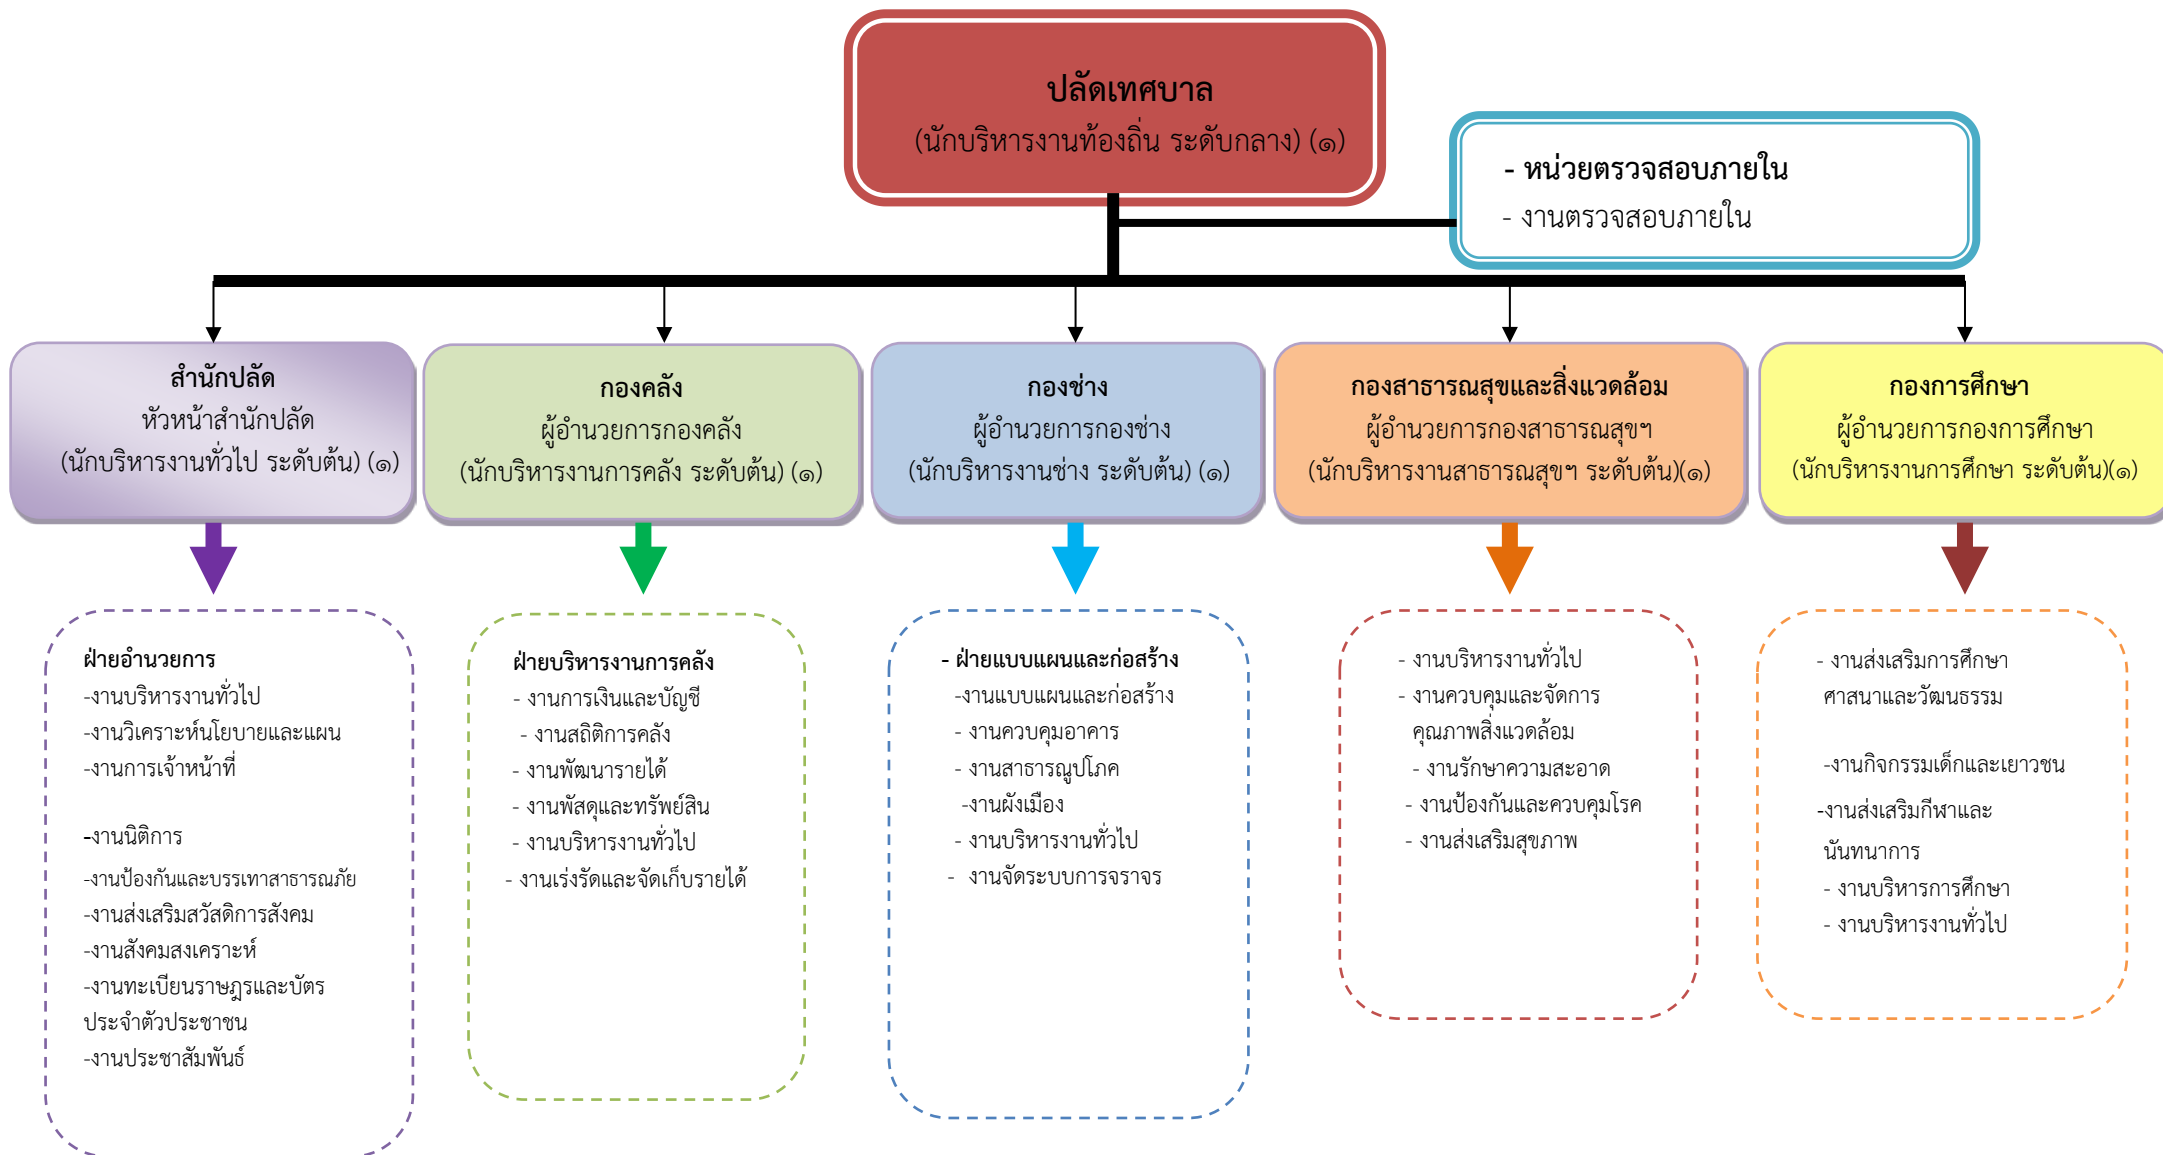 ปลัดเทศบาล
(นักบริหารงานท้องถิ่น ระดับกลาง) (๑)
- หน่วยตรวจสอบภายใน
- งานตรวจสอบภายใน
สำนักปลัด
หัวหน้าสำนักปลัด
(นักบริหารงานทั่วไป ระดับต้น) (๑)
กองคลัง
ผู้อำนวยการกองคลัง
(นักบริหารงานการคลัง ระดับต้น) (๑)
กองช่าง
ผู้อำนวยการกองช่าง
(นักบริหารงานช่าง ระดับต้น) (๑)
กองสาธารณสุขและสิ่งแวดล้อม
ผู้อำนวยการกองสาธารณสุขฯ
(นักบริหารงานสาธารณสุขฯ ระดับต้น)(๑)
กองการศึกษา
ผู้อำนวยการกองการศึกษา
(นักบริหารงานการศึกษา ระดับต้น)(๑)
ฝ่ายอำนวยการ
-งานบริหารงานทั่วไป
-งานวิเคราะห์นโยบายและแผน
-งานการเจ้าหน้าที่
-งานนิติการ
-งานป้องกันและบรรเทาสาธารณภัย
-งานส่งเสริมสวัสดิการสังคม
-งานสังคมสงเคราะห์
-งานทะเบียนราษฎรและบัตร
ประจำตัวประชาชน
-งานประชาสัมพันธ์
ฝ่ายบริหารงานการคลัง
- งานการเงินและบัญชี
- งานสถิติการคลัง
- งานพัฒนารายได้
- งานพัสดุและทรัพย์สิน
- งานบริหารงานทั่วไป
- งานเร่งรัดและจัดเก็บรายได้
- ฝ่ายแบบแผนและก่อสร้าง
-งานแบบแผนและก่อสร้าง
- งานควบคุมอาคาร
- งานสาธารณูปโภค
-งานผังเมือง
- งานบริหารงานทั่วไป
- งานจัดระบบการจราจร
- งานบริหารงานทั่วไป
- งานควบคุมและจัดการ
คุณภาพสิ่งแวดล้อม
- งานรักษาความสะอาด
- งานป้องกันและควบคุมโรค
- งานส่งเสริมสุขภาพ
- งานส่งเสริมการศึกษา
ศาสนาและวัฒนธรรม
-งานกิจกรรมเด็กและเยาวชน
-งานส่งเสริมกีฬาและ
นันทนาการ
- งานบริหารการศึกษา
- งานบริหารงานทั่วไป